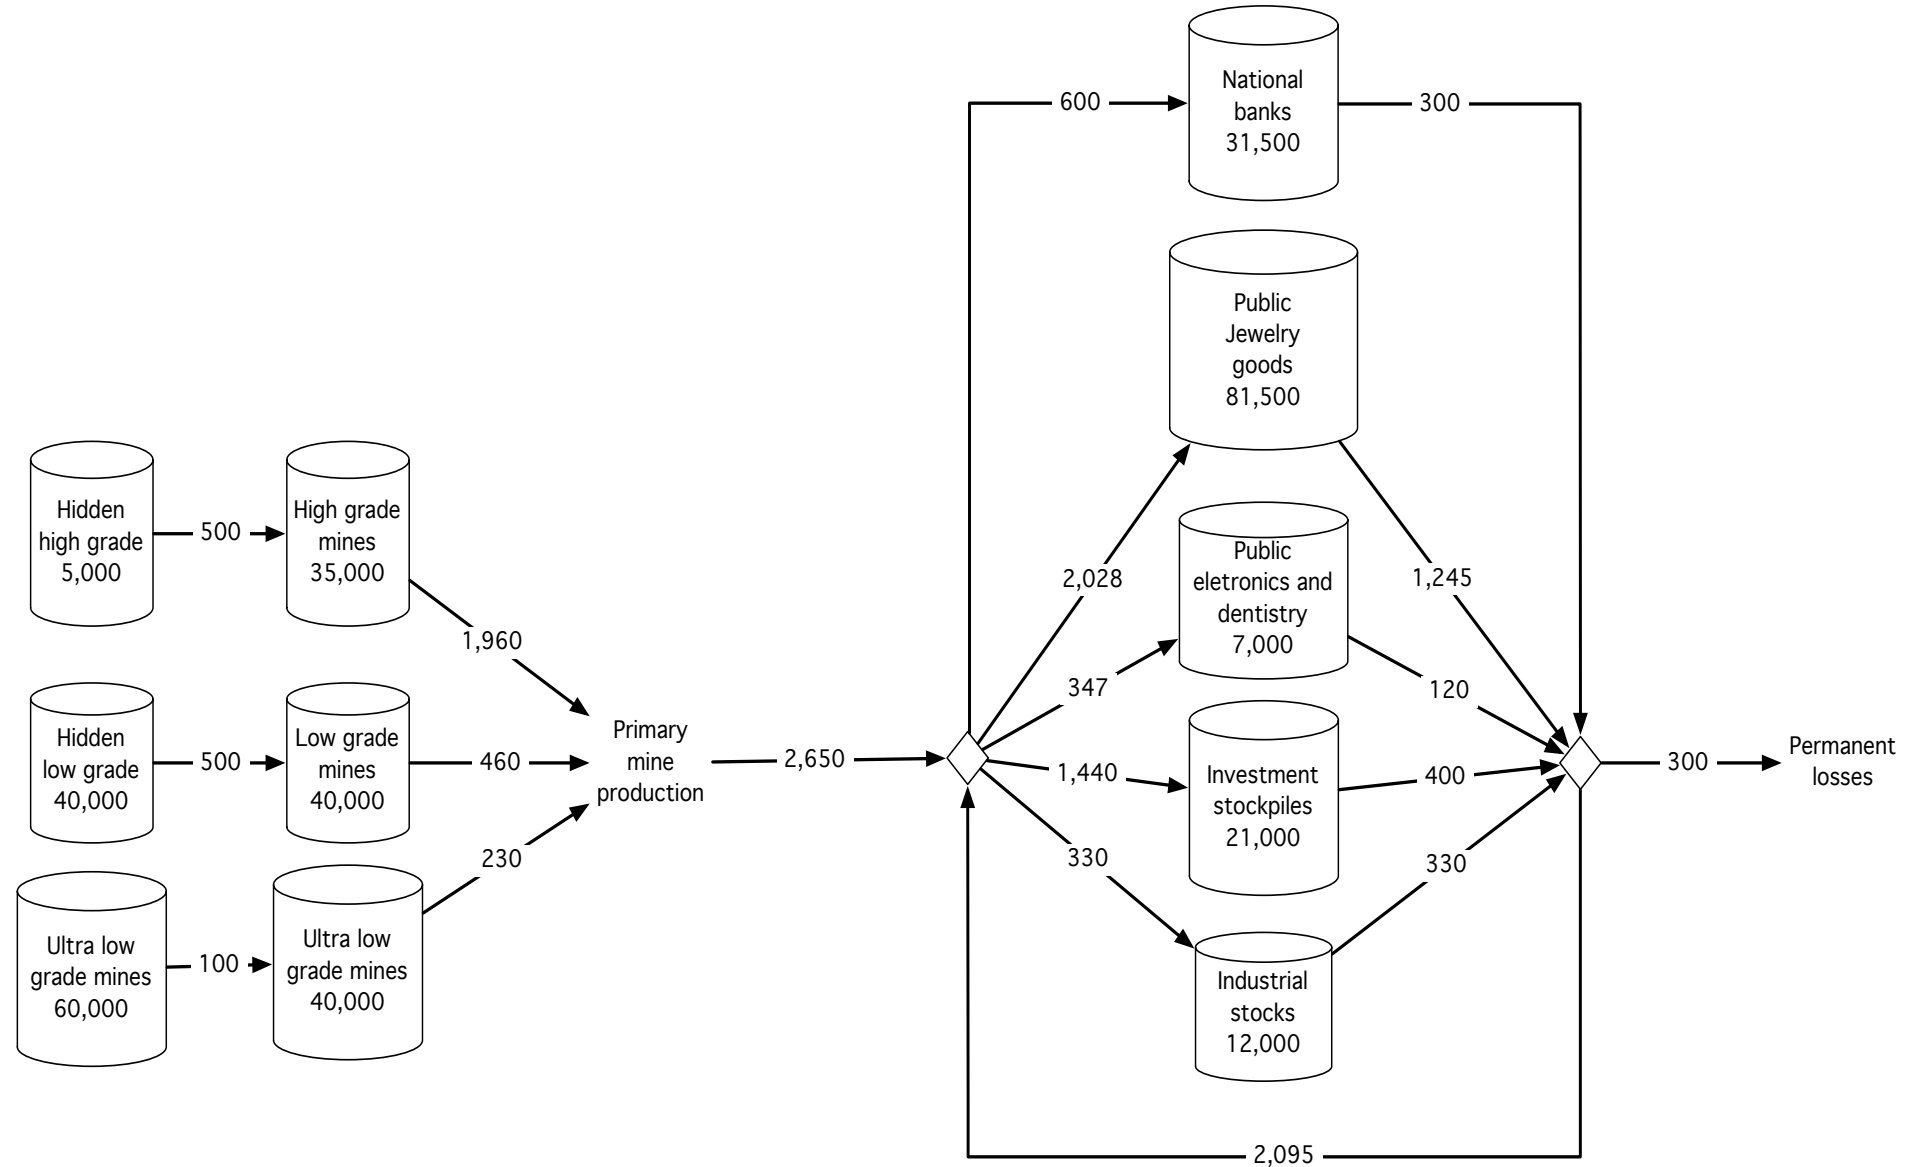 Hidden
high grade
5,000
500
High grade
mines
35,000
1,960
Hidden
low grade
40,000
500
Low grade
mines
40,000
460
Ultra low
grade mines
60,000
100
Ultra low
grade mines
40,000
230
Primary
mine
production
2,650
600
National
banks
31,500
300
2,028
Public
Jewelry
goods
81,500
1,245
347
Public
eletronics and
dentistry
7,000
120
1,440
Investment
stockpiles
21,000
400
330
Industrial
stocks
12,000
330
2,095
300
Permanent
losses